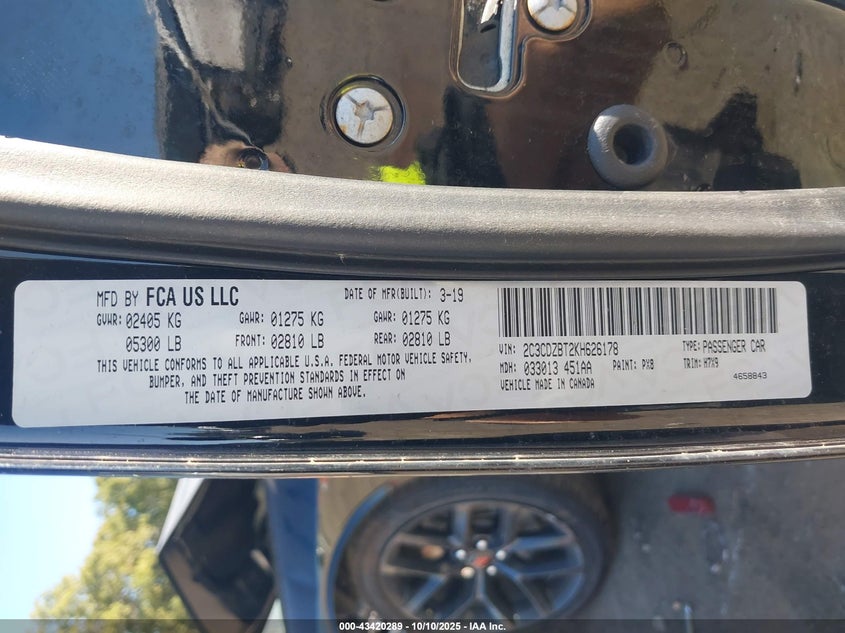 MFD BY FCA US LLC DATE OF MFR(BUILT): 3-19
GVWR: 02405 KG GAWR: 01275 KG GAWR: 01275 KG
05300 LB FRONT: 02810 LB REAR: 02810 LB
THIS VEHICLE CONFORMS TO ALL APPLICABLE U.S.A. FEDERAL MOTOR VEHICLE SAFETY,
BUMPER, AND THEFT PREVENTION STANDARDS IN EFFECT ON
THE DATE OF MANUFACTURE SHOWN ABOVE.
VIN: 2C3CDZBT2KH626178 TYPE: PASSENGER CAR
MDH: 033013 451AA PAINT: PX8 TRIM: H7X9
VEHICLE MADE IN CANADA 4658843
000-43420289 - 10/10/2025 - IAA Inc.